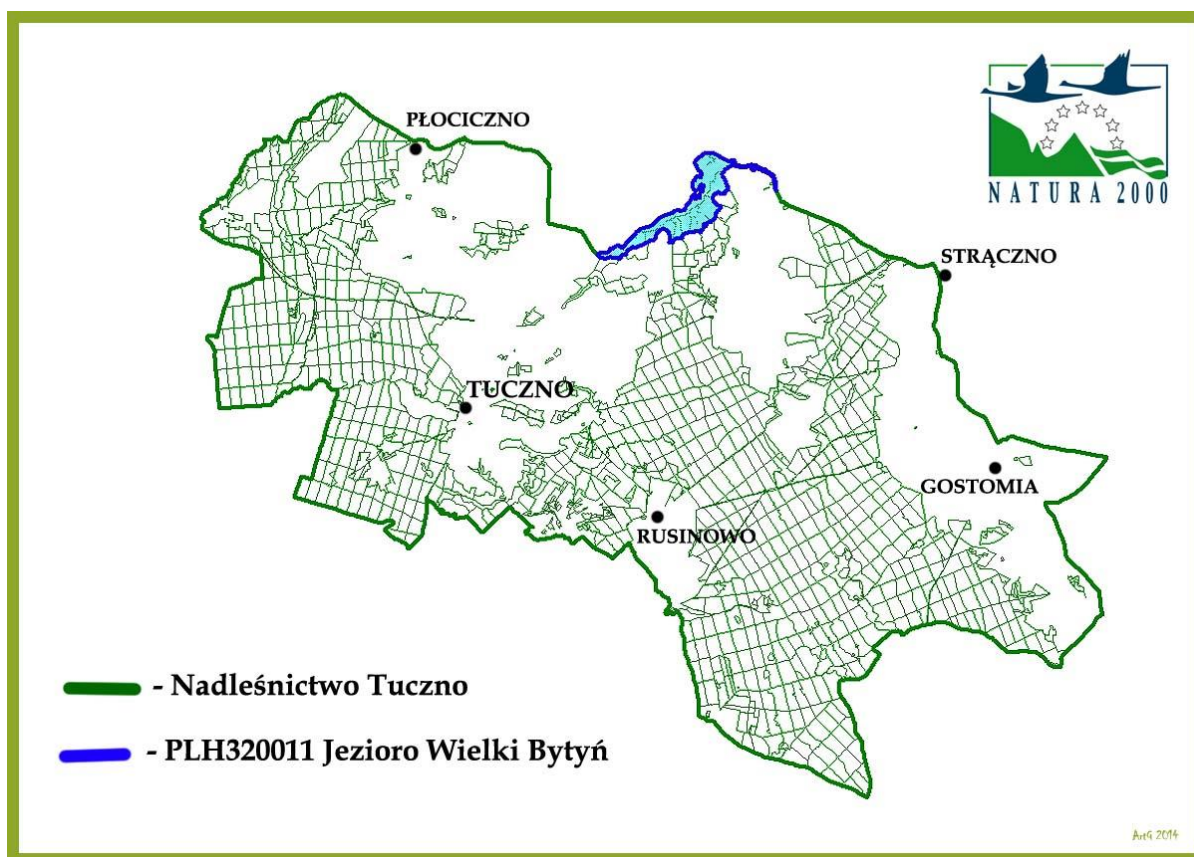 PŁOCICZNO
NATURA 2000
STRĄCZNO
TUCZNO
GOSTOMIA
RUSINOWO
- Nadleśnictwo Tuczno
- PLH320011 Jezioro Wielki Bytyń
ArtG 2014